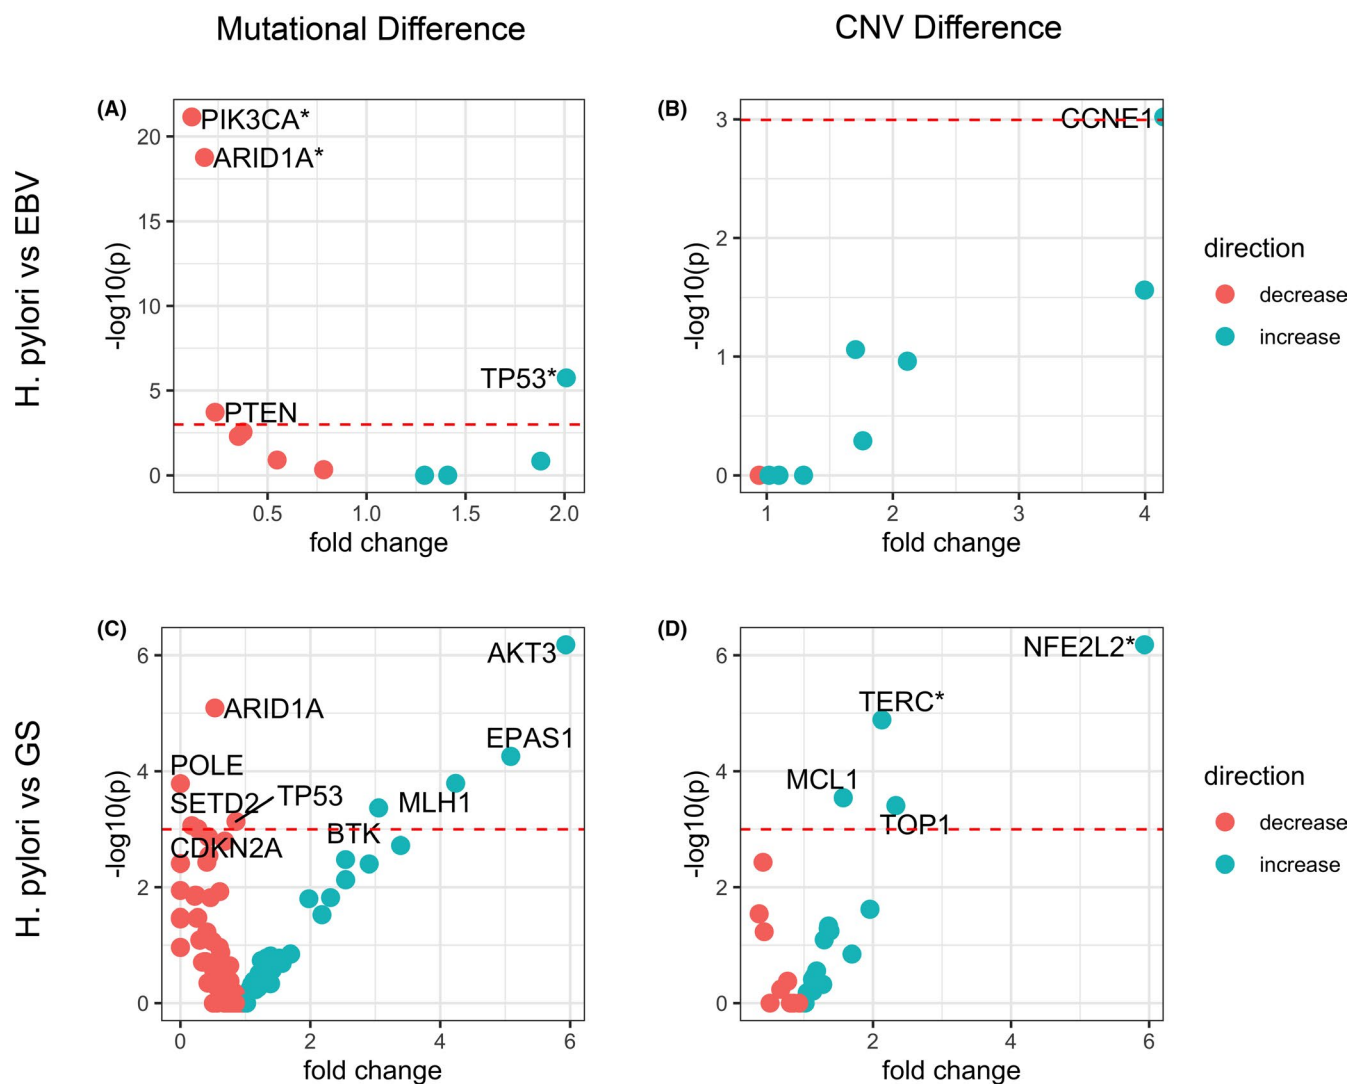 Mutational Difference
CNV Difference
H. pylori vs EBV
(A)
PIK3CA*
ARID1A*
TP53*
PTEN
20
15
10
5
0
-log10(p)
0.5
1.0
1.5
2.0
fold change
(B)
CCNE1
3
2
1
0
-log10(p)
1
2
3
4
fold change
direction
decrease
increase
H. pylori vs GS
(C)
AKT3
ARID1A
EPAS1
POLE
SETD2
TP53
MLH1
BTK
CDKN2A
6
4
2
0
-log10(p)
0
2
4
6
fold change
(D)
NFE2L2*
TERC*
MCL1
TOP1
6
4
2
0
-log10(p)
2
4
6
fold change
direction
decrease
increase